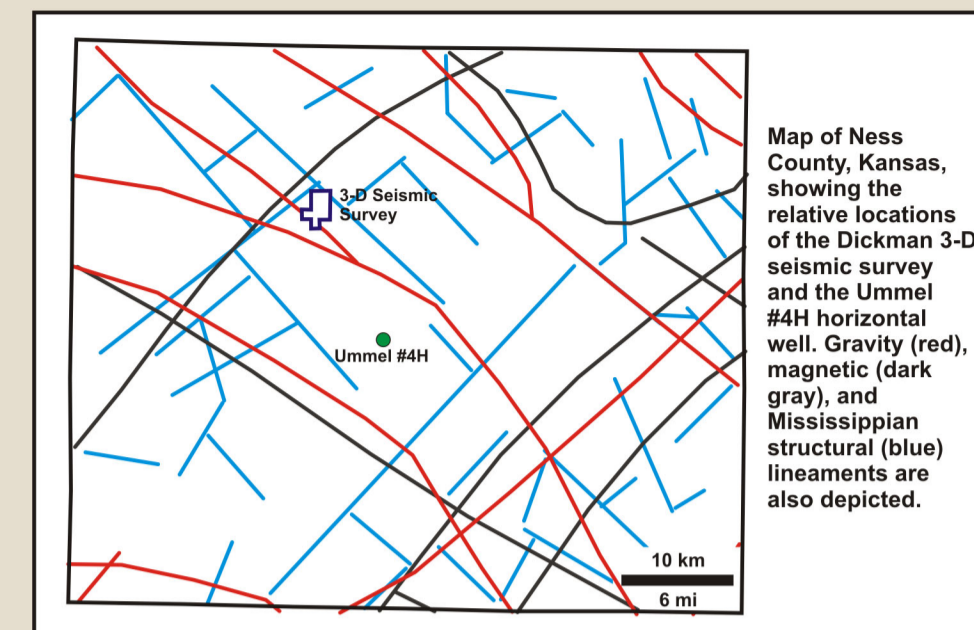 3-D Seismic
Survey
Ummel #4H
10 km
6 mi
Map of Ness
County, Kansas,
showing the
relative locations
of the Dickman 3-D
seismic survey
and the Ummel
#4H horizontal
well. Gravity (red),
magnetic (dark
gray), and
Mississippian
structural (blue)
lineaments are
also depicted.